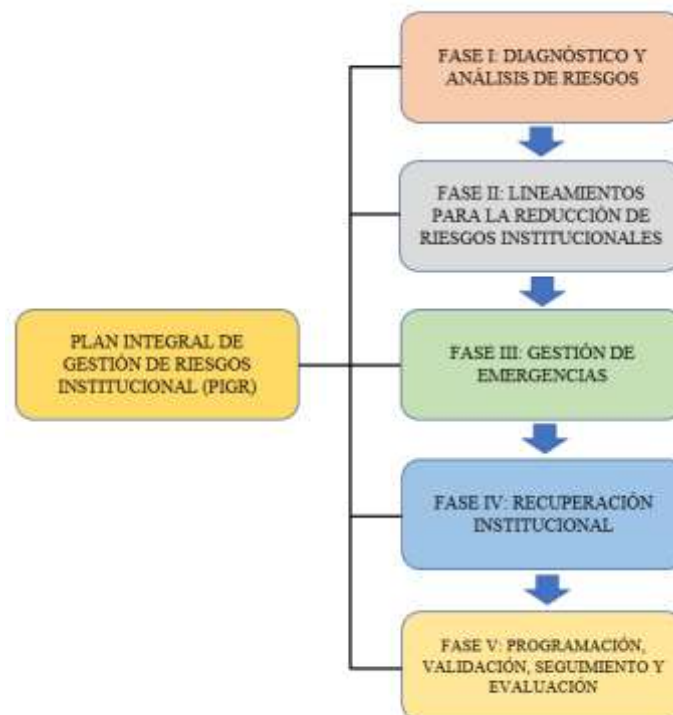 FASE I: DIAGNÓSTICO Y
ANÁLISIS DE RIESGOS
FASE II: LINEAMIENTOS
PARA LA REDUCCIÓN DE
RIESGOS INSTITUCIONALES
PLAN INTEGRAL DE
GESTIÓN DE RIESGOS
INSTITUCIONAL (PIGR)
FASE III: GESTIÓN DE
EMERGENCIAS
FASE IV: RECUPERACIÓN
INSTITUCIONAL
FASE V: PROGRAMACIÓN,
VALIDACIÓN, SEGUIMIENTO Y
EVALUACIÓN